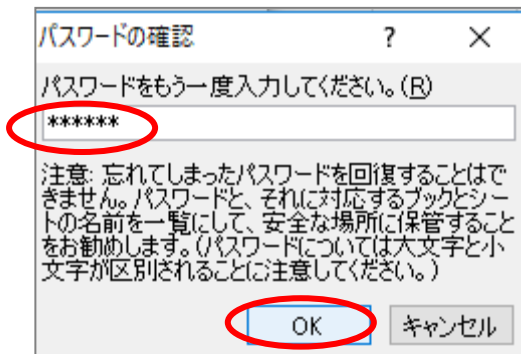 パスワードの確認 ? ×
パスワードをもう一度入力してください。(R)
******
注意: 忘れてしまったパスワードを回復することはで
きません。パスワードと、それに対応するブックとシー
トの名前を一覧にして、安全な場所に保管すること
をお勧めします。(パスワードについては大文字と小
文字が区別されることに注意してください。)
OK キャンセル